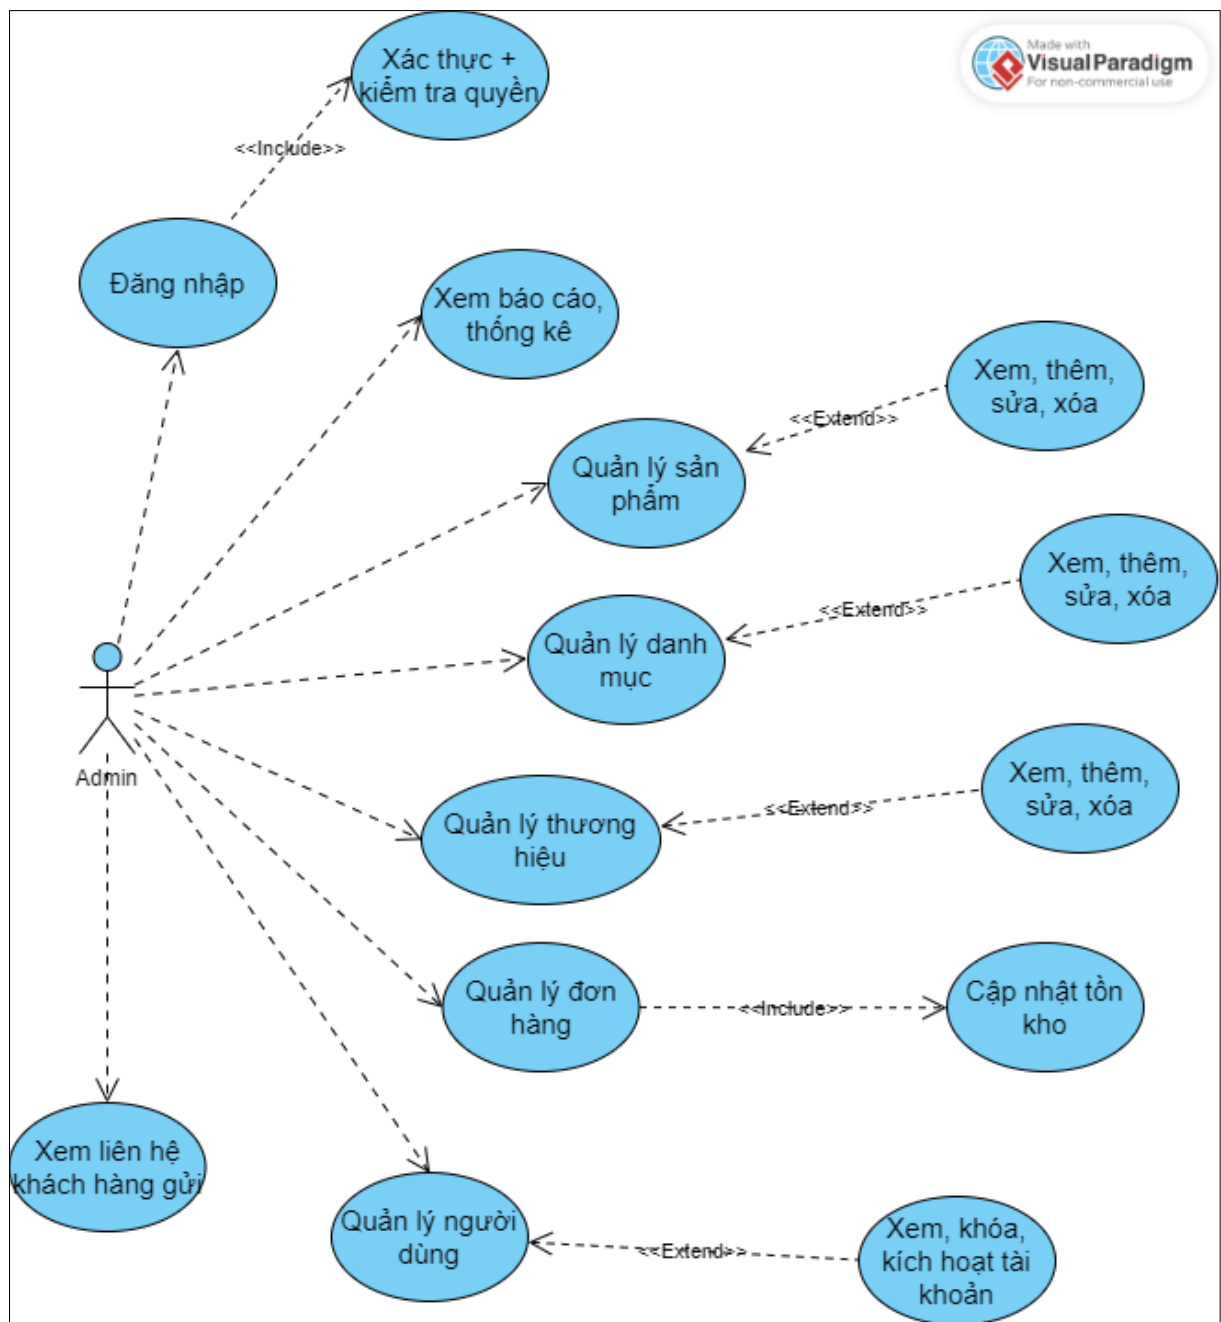 Made with
Visual Paradigm
For non-commercial use
Xác thực +
kiểm tra quyền
<<Include>>
Đăng nhập
Xem báo cáo,
thống kê
Xem, thêm,
sửa, xóa
<<Extend>>
Quản lý sản
phẩm
Xem, thêm,
sửa, xóa
<<Extend>>
Quản lý danh
mục
Admin
Xem, thêm,
sửa, xóa
<<Extend>>
Quản lý thương
hiệu
Quản lý đơn
hàng
<<Include>>
Cập nhật tồn
kho
Xem liên hệ
khách hàng gửi
Quản lý người
dùng
<<Extend>>
Xem, khóa,
kích hoạt tài
khoản